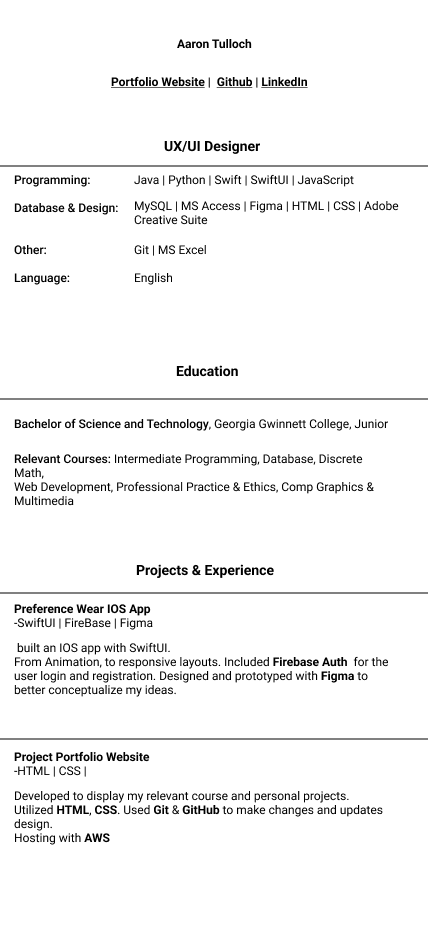 Aaron Tulloch
Portfolio Website | Github | LinkedIn
UX/UI Designer
Programming: Java | Python | Swift | SwiftUI | JavaScript
Database & Design: MySQL | MS Access | Figma | HTML | CSS | Adobe
Creative Suite
Other: Git | MS Excel
Language: English
Education
Bachelor of Science and Technology, Georgia Gwinnett College, Junior
Relevant Courses: Intermediate Programming, Database, Discrete
Math,
Web Development, Professional Practice & Ethics, Comp Graphics &
Multimedia
Projects & Experience
Preference Wear IOS App
-SwiftUI | FireBase | Figma
built an IOS app with SwiftUI.
From Animation, to responsive layouts. Included Firebase Auth for the
user login and registration. Designed and prototyped with Figma to
better conceptualize my ideas.
Project Portfolio Website
-HTML | CSS |
Developed to display my relevant course and personal projects.
Utilized HTML, CSS. Used Git & GitHub to make changes and updates
design.
Hosting with AWS